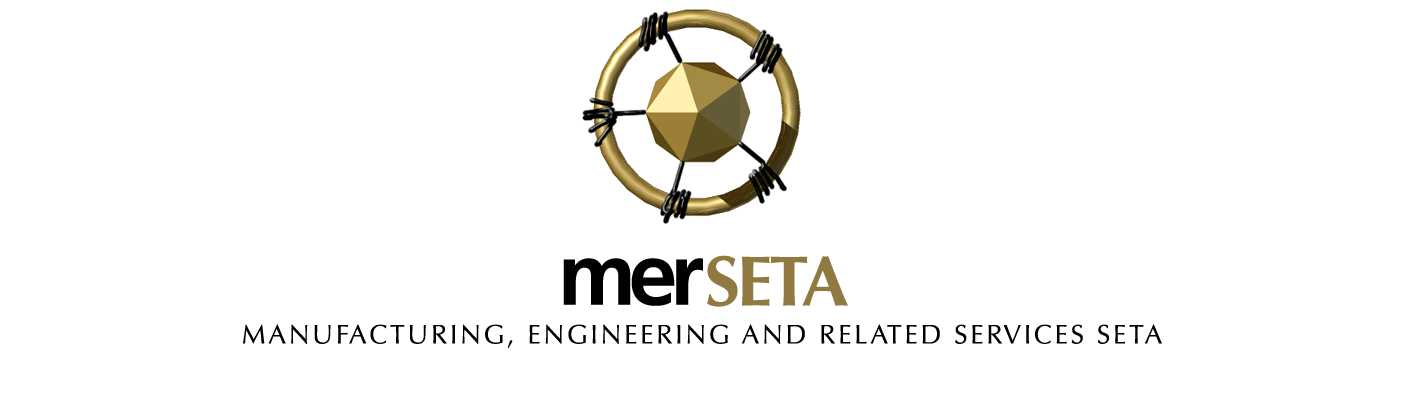 merSETA
MANUFACTURING, ENGINEERING AND RELATED SERVICES SETA